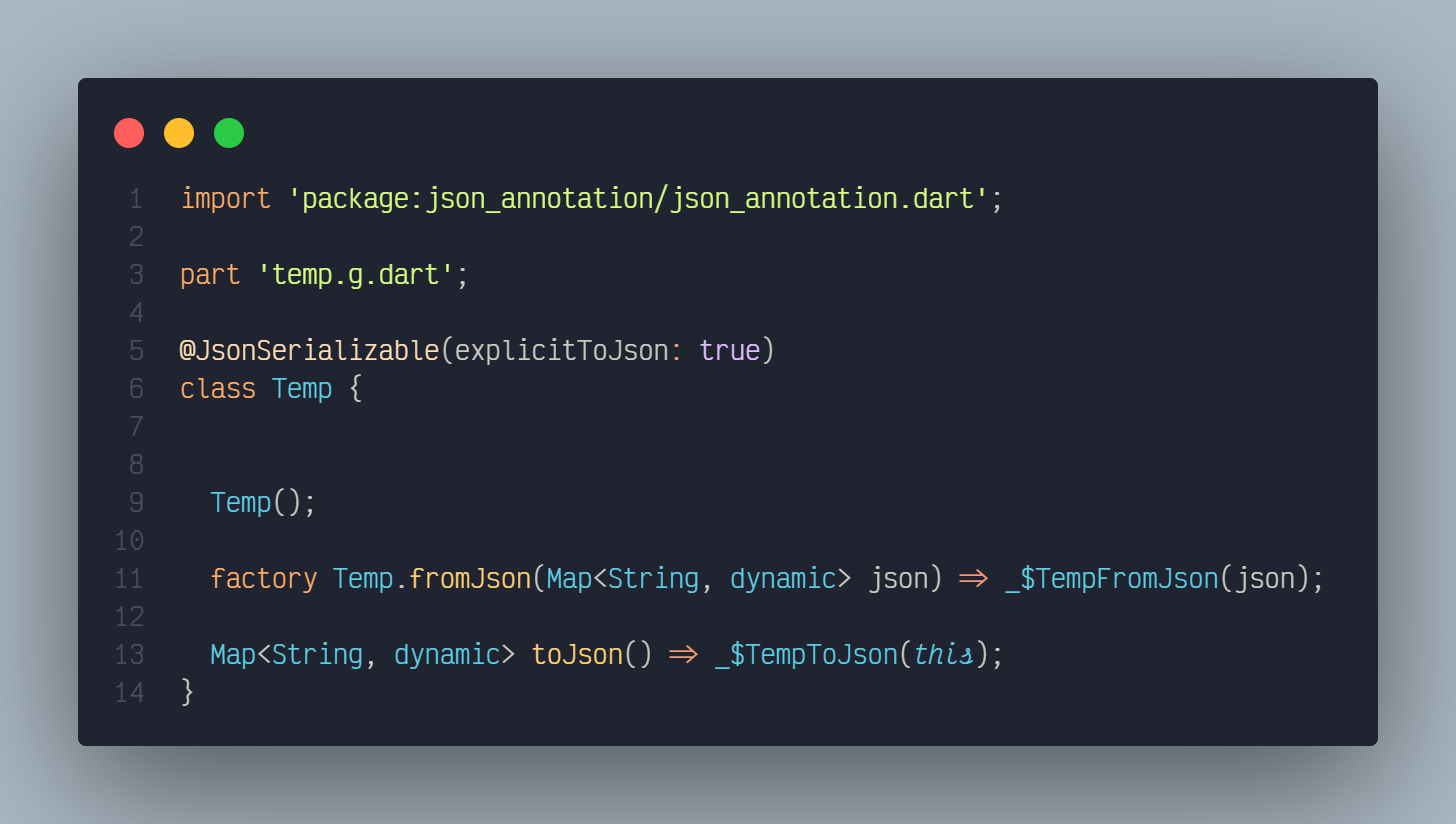 1 import 'package:json_annotation/json_annotation.dart';
2
3 part 'temp.g.dart';
4
5 @JsonSerializable(explicitToJson: true)
6 class Temp {
7
8
9   Temp();
10
11   factory Temp.fromJson(Map<String, dynamic> json) => _$TempFromJson(json);
12
13   Map<String, dynamic> toJson() => _$TempToJson(this);
14 }